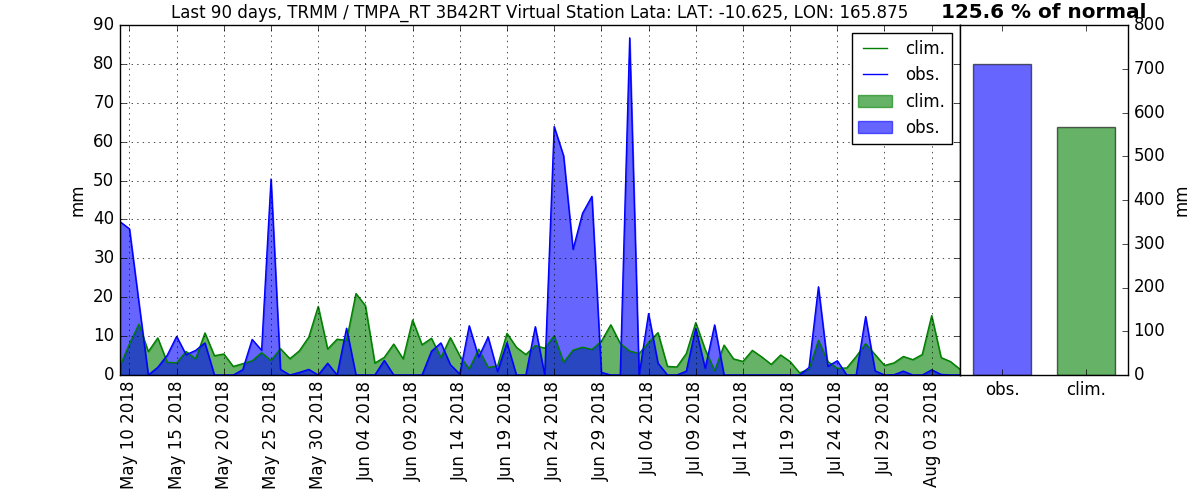 Last 90 days, TRMM / TMPA_RT 3B42RT Virtual Station Lata: LAT: -10.625, LON: 165.875
125.6 % of normal
90
80
70
60
50
40
30
20
10
0
mm
clim.
obs.
clim.
obs.
May 10 2018
May 15 2018
May 20 2018
May 25 2018
May 30 2018
Jun 04 2018
Jun 09 2018
Jun 14 2018
Jun 19 2018
Jun 24 2018
Jun 29 2018
Jul 04 2018
Jul 09 2018
Jul 14 2018
Jul 19 2018
Jul 24 2018
Jul 29 2018
Aug 03 2018
800
700
600
500
400
300
200
100
0
mm
obs.
clim.